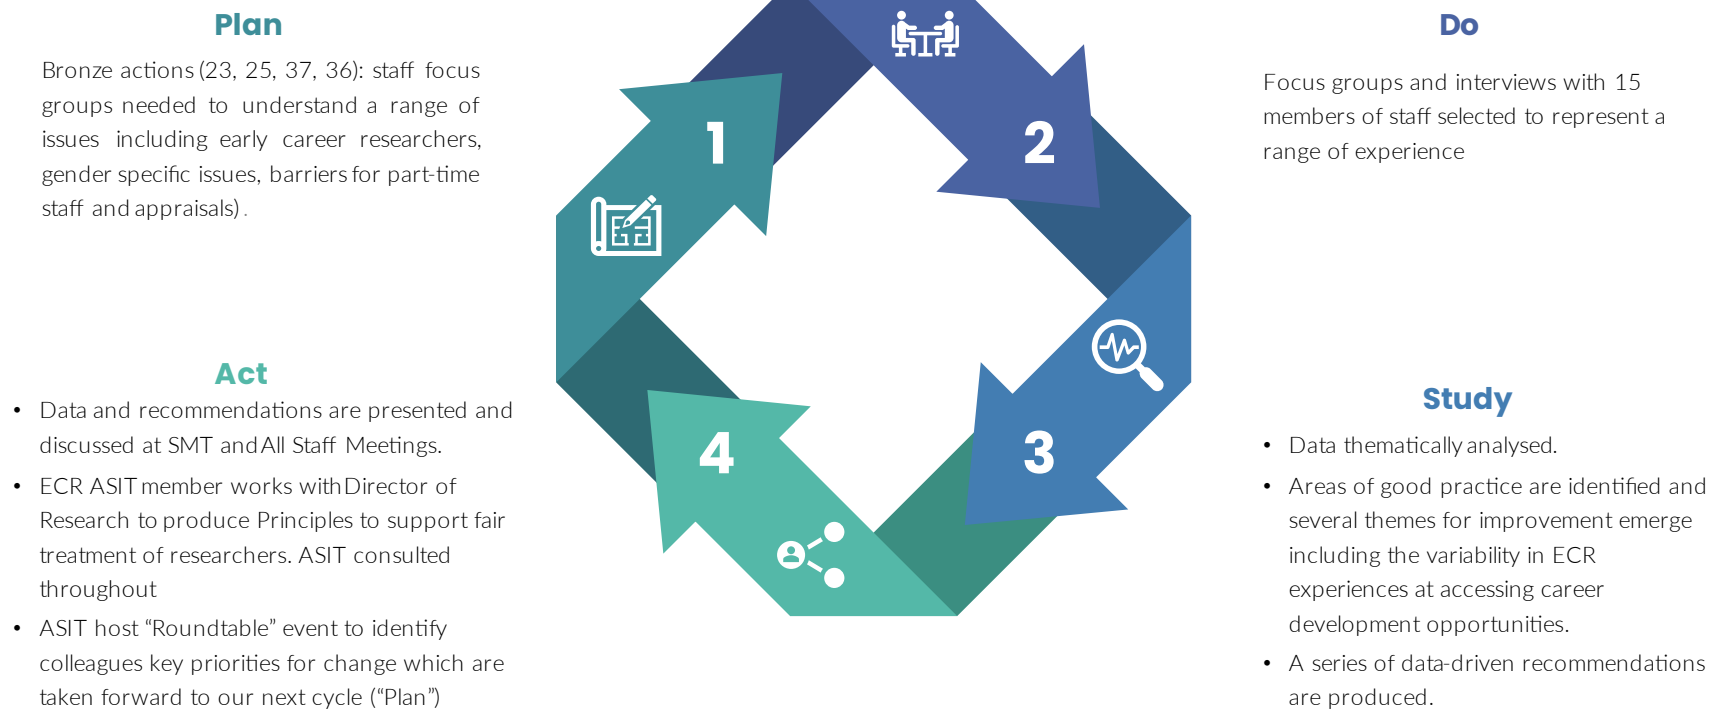 Plan
Bronze actions (23, 25, 37, 36): staff focus
groups needed to understand a range of
issues including early career researchers,
gender specific issues, barriers for part-time
staff and appraisals) .
1
2
Do
Focus groups and interviews with 15
members of staff selected to represent a
range of experience
3
Study
• Data thematically analysed.
• Areas of good practice are identified and
several themes for improvement emerge
including the variability in ECR
experiences at accessing career
development opportunities.
• A series of data-driven recommendations
are produced.
4
Act
• Data and recommendations are presented and
discussed at SMT and All Staff Meetings.
• ECR ASIT member works with Director of
Research to produce Principles to support fair
treatment of researchers. ASIT consulted
throughout
• ASIT host “Roundtable” event to identify
colleagues key priorities for change which are
taken forward to our next cycle (“Plan”)